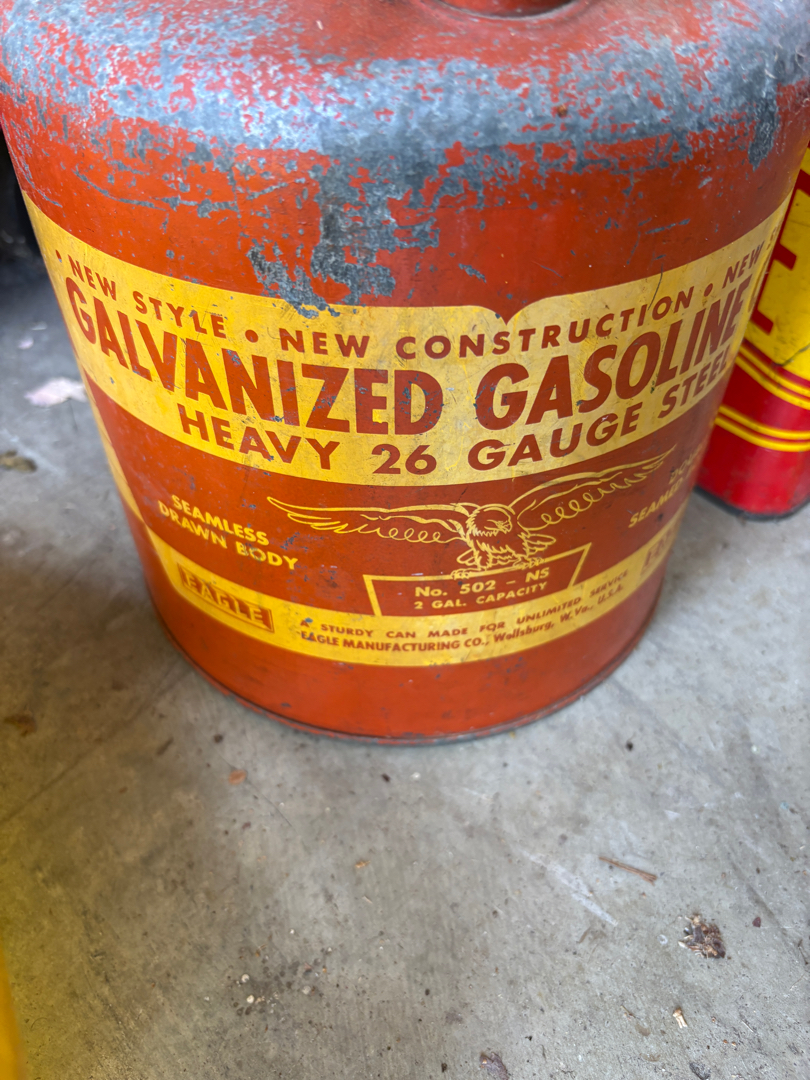 • NEW STYLE • NEW CONSTRUCTION • NEW
GALVANIZED GASOLINE
HEAVY 26 GAUGE STEEL
SEAMLESS
DRAWN BODY
No. 502 - NS
2 GAL. CAPACITY
EAGLE
A STURDY CAN MADE FOR UNLIMITED SERVICE
EAGLE MANUFACTURING CO., Wellsburg, W. Va., U.S.A.